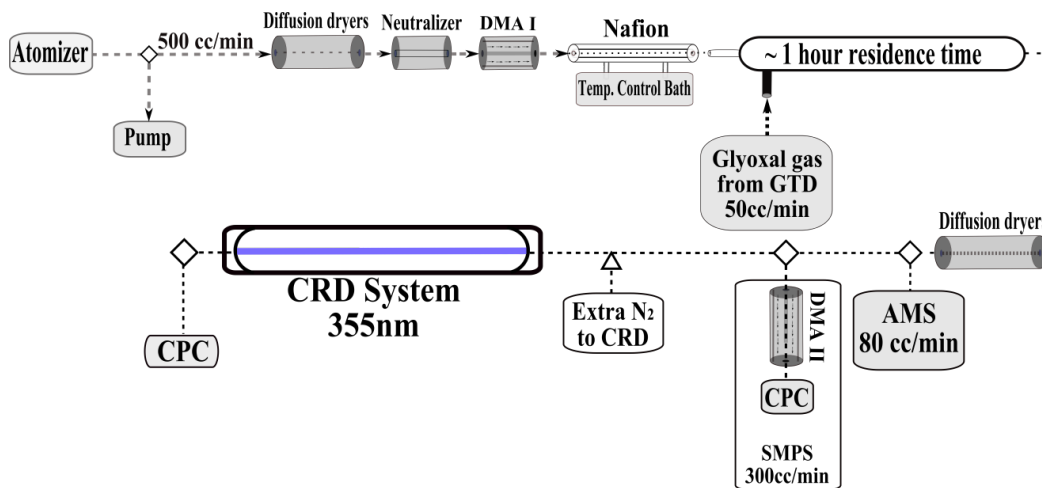 Atomizer
500 cc/min
Pump
Diffusion dryers
Neutralizer
DMA I
Nafion
Temp. Control Bath
~ 1 hour residence time
Glyoxal gas
from GTD
50cc/min
Diffusion dryer
AMS
80 cc/min
DMA II
CPC
SMPS
300cc/min
Extra N₂
to CRD
CRD System
355nm
CPC